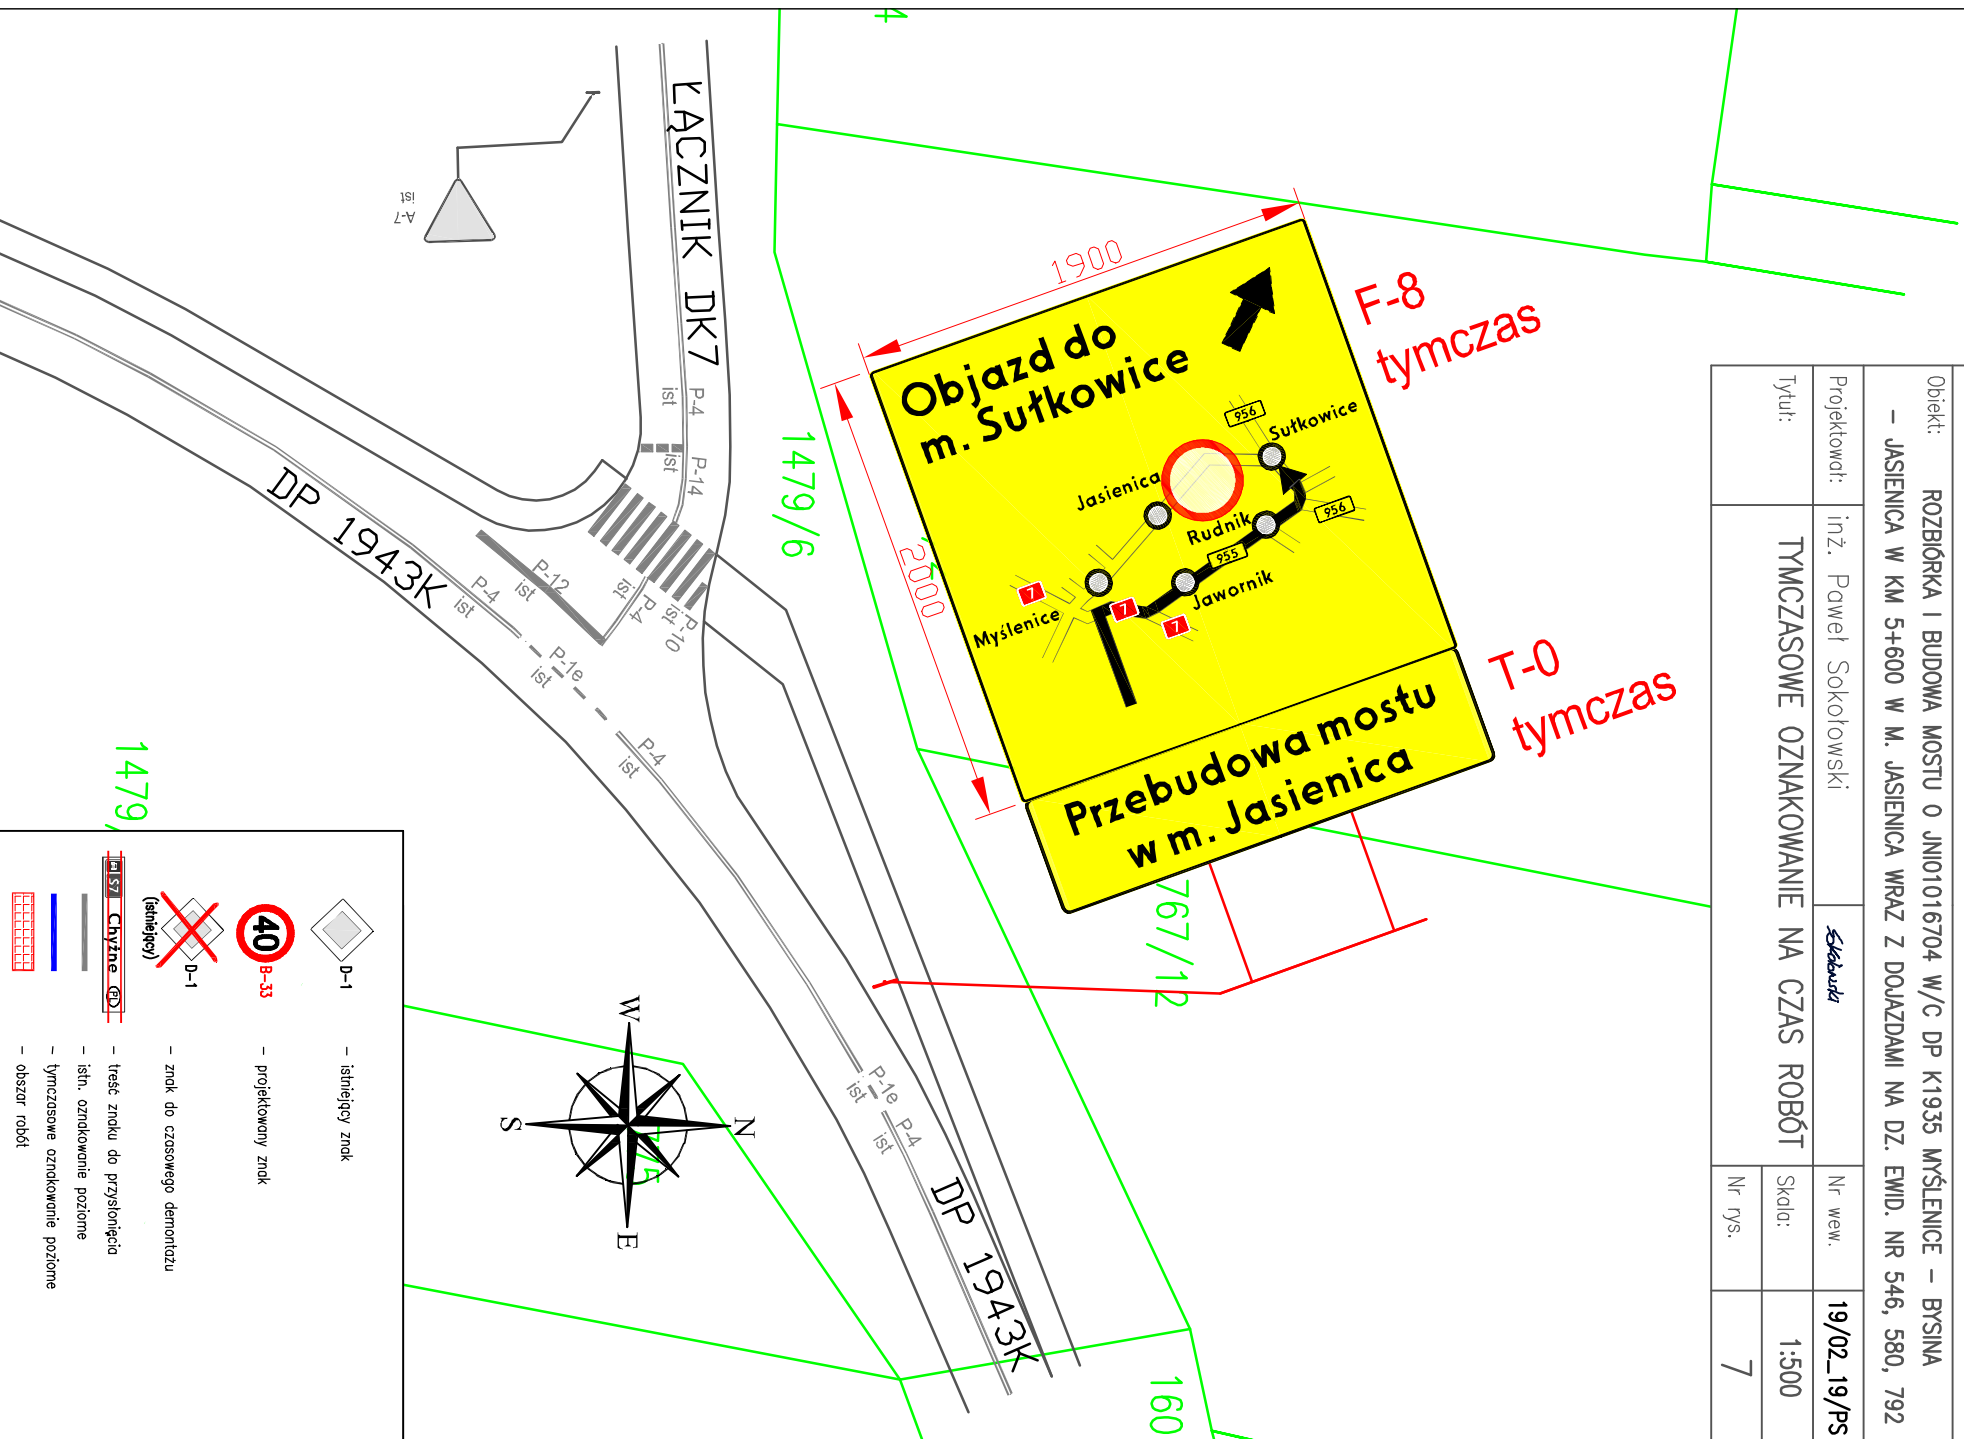 Obiekt:
ROZBIÓRKA I BUDOWA MOSTU O JNI01016704 W/C DP K1935 MYŚLENICE – BYSINA
– JASIENICA W KM 5+600 W M. JASIENICA WRAZ Z DOJAZDAMI NA DZ. EWID. NR 546, 580, 792
Projektował:
inż. Paweł Sokołowski
Nr wew.
19/02_19/PS
Tytuł:
TYMCZASOWE OZNAKOWANIE NA CZAS ROBÓT
Skala:
1:500
Nr rys.
7
F-8
tymczas
T-0
tymczas
1900
2000
Objazd do
m. Sułkowice
956
Sułkowice
Jasienica
956
Rudnik
955
Jawornik
7
7
7
Myślenice
Przebudowa mostu
w m. Jasienica
ŁĄCZNIK DK7
A-7
ist
P-4
ist
P-14
ist
P-12
ist
P-4
ist
P-10
ist
P-4
ist
P-1e
ist
P-4
ist
P-1e
ist
P-4
ist
DP 1943K
DP 1943K
1479/6
1479/
767/12
160
N
E
S
W
D-1
– istniejący znak
40
B-33
– projektowany znak
D-1
(istniejący)
– znak do czasowego demontażu
S7 Chyżne PL
– treść znaku do przysłonięcia
– istn. oznakowanie poziome
– tymczasowe oznakowanie poziome
– obszar robót